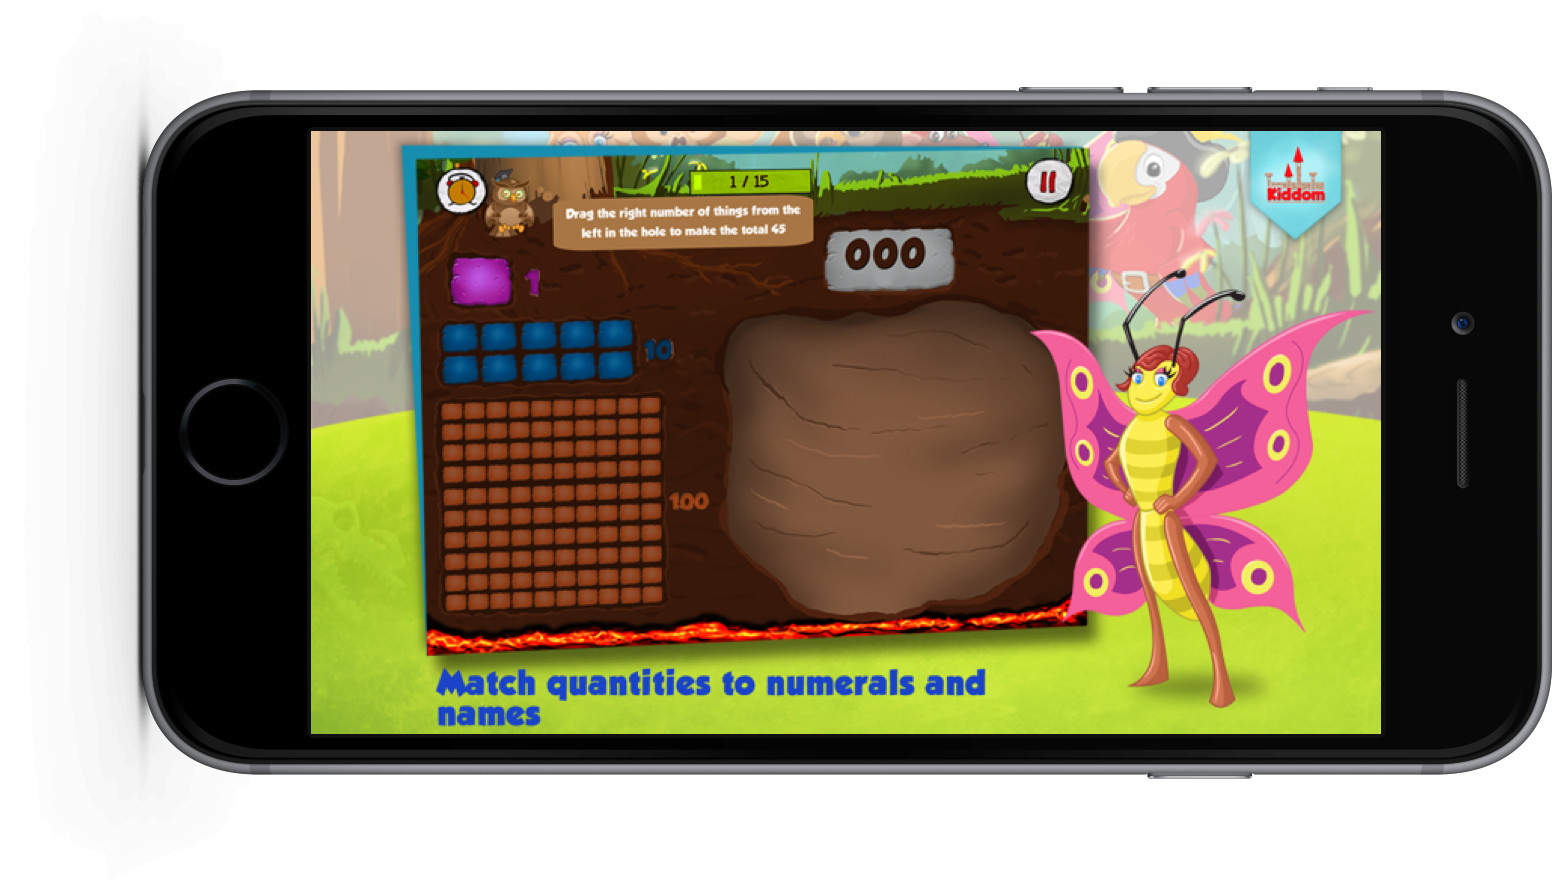 1 / 15
Drag the right number of things from the
left in the hole to make the total 45
Kiddom
000
1
10
100
Match quantities to numerals and
names